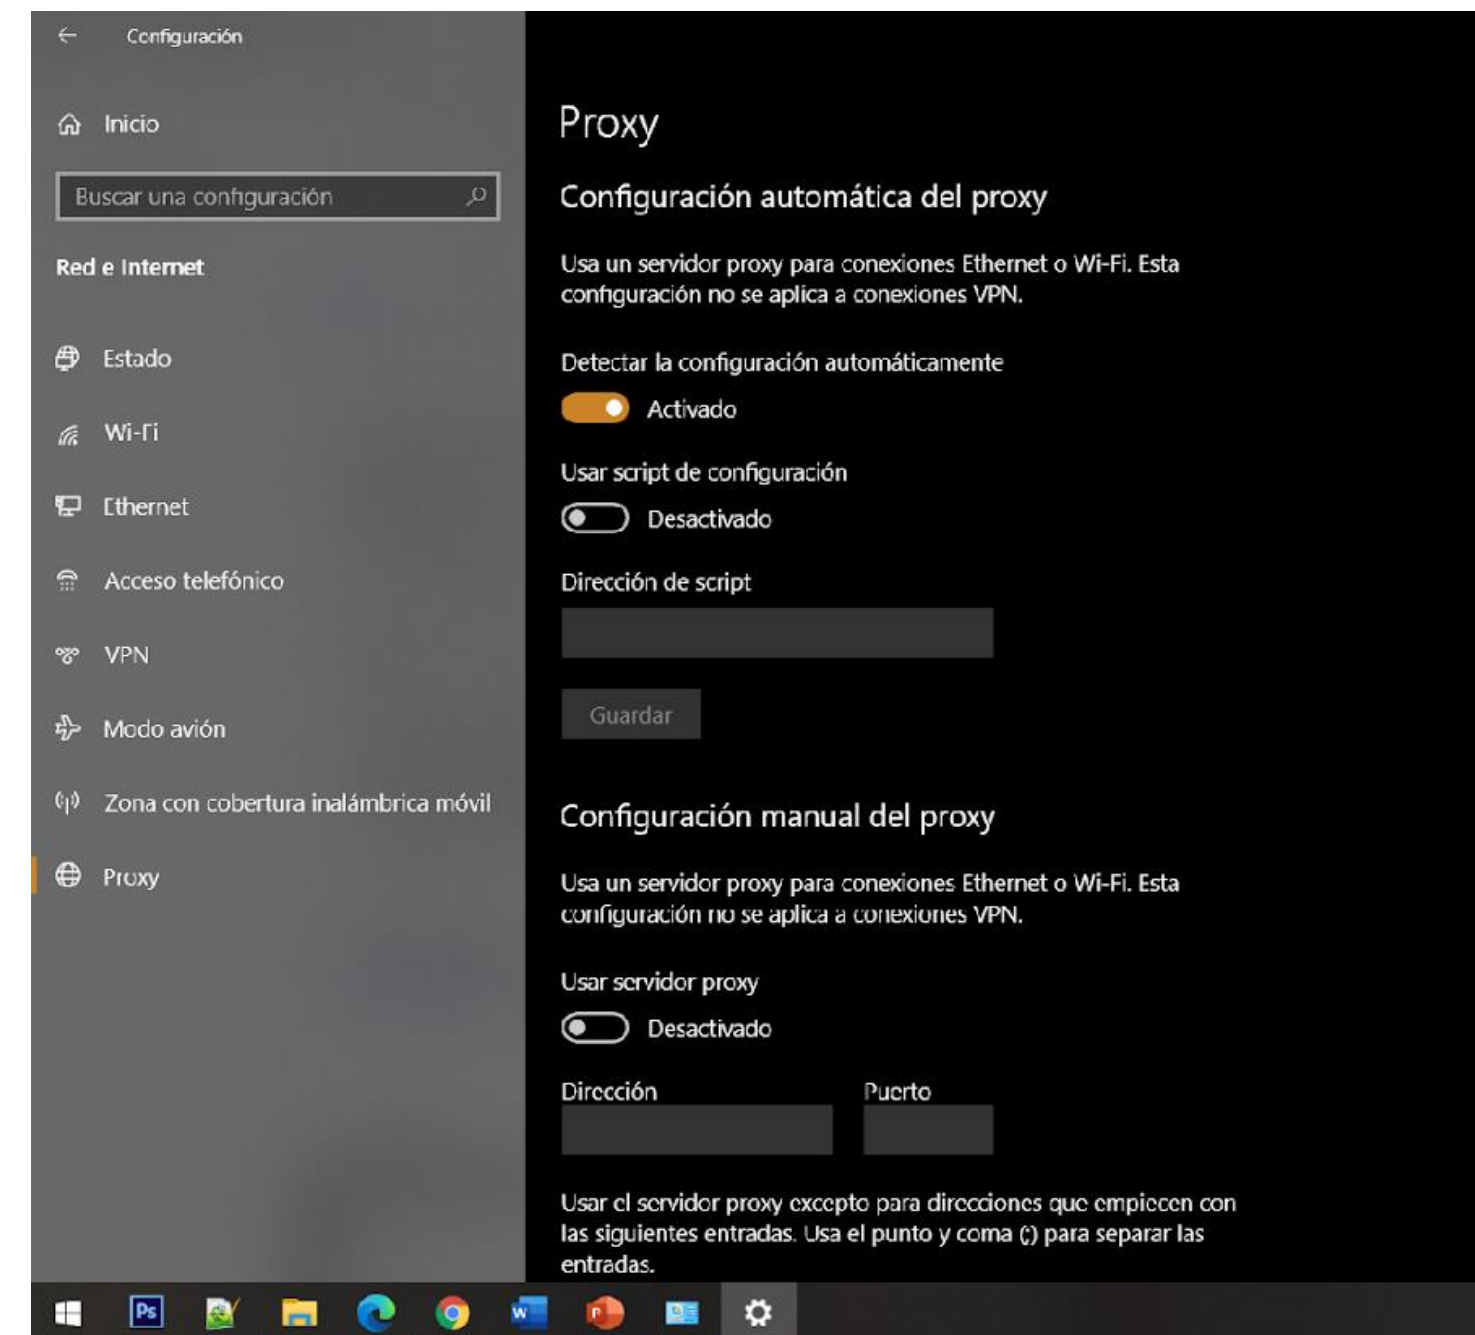 Configuración
Inicio
Buscar una configuración
Red e Internet
Estado
Wi-Fi
Ethernet
Acceso telefónico
VPN
Modo avión
Zona con cobertura inalámbrica móvil
Proxy
Proxy
Configuración automática del proxy
Usa un servidor proxy para conexiones Ethernet o Wi-Fi. Esta
configuración no se aplica a conexiones VPN.
Detectar la configuración automáticamente
Activado
Usar script de configuración
Desactivado
Dirección de script
Guardar
Configuración manual del proxy
Usa un servidor proxy para conexiones Ethernet o Wi-Fi. Esta
configuración no se aplica a conexiones VPN.
Usar servidor proxy
Desactivado
Dirección Puerto
Usar el servidor proxy excepto para direcciones que empiecen con
las siguientes entradas. Usa el punto y coma (;) para separar las
entradas.
Ps W P